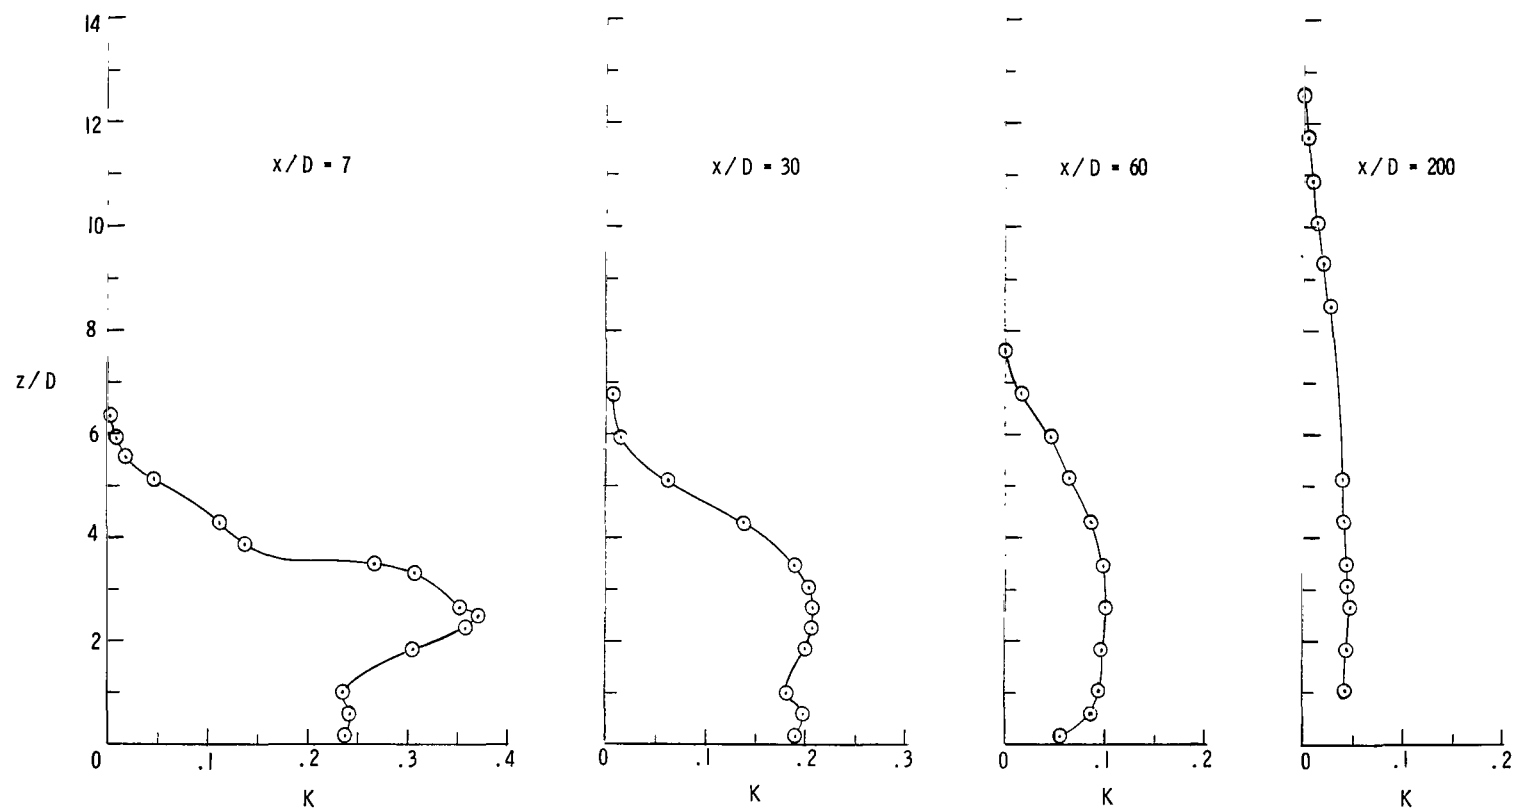 14
12
x/D = 7
x/D = 30
x/D = 60
x/D = 200
10
8
z/D
6
4
2
0
.1
.2
.3
.4
0
.1
.2
.3
0
.1
.2
0
.1
.2
K
K
K
K